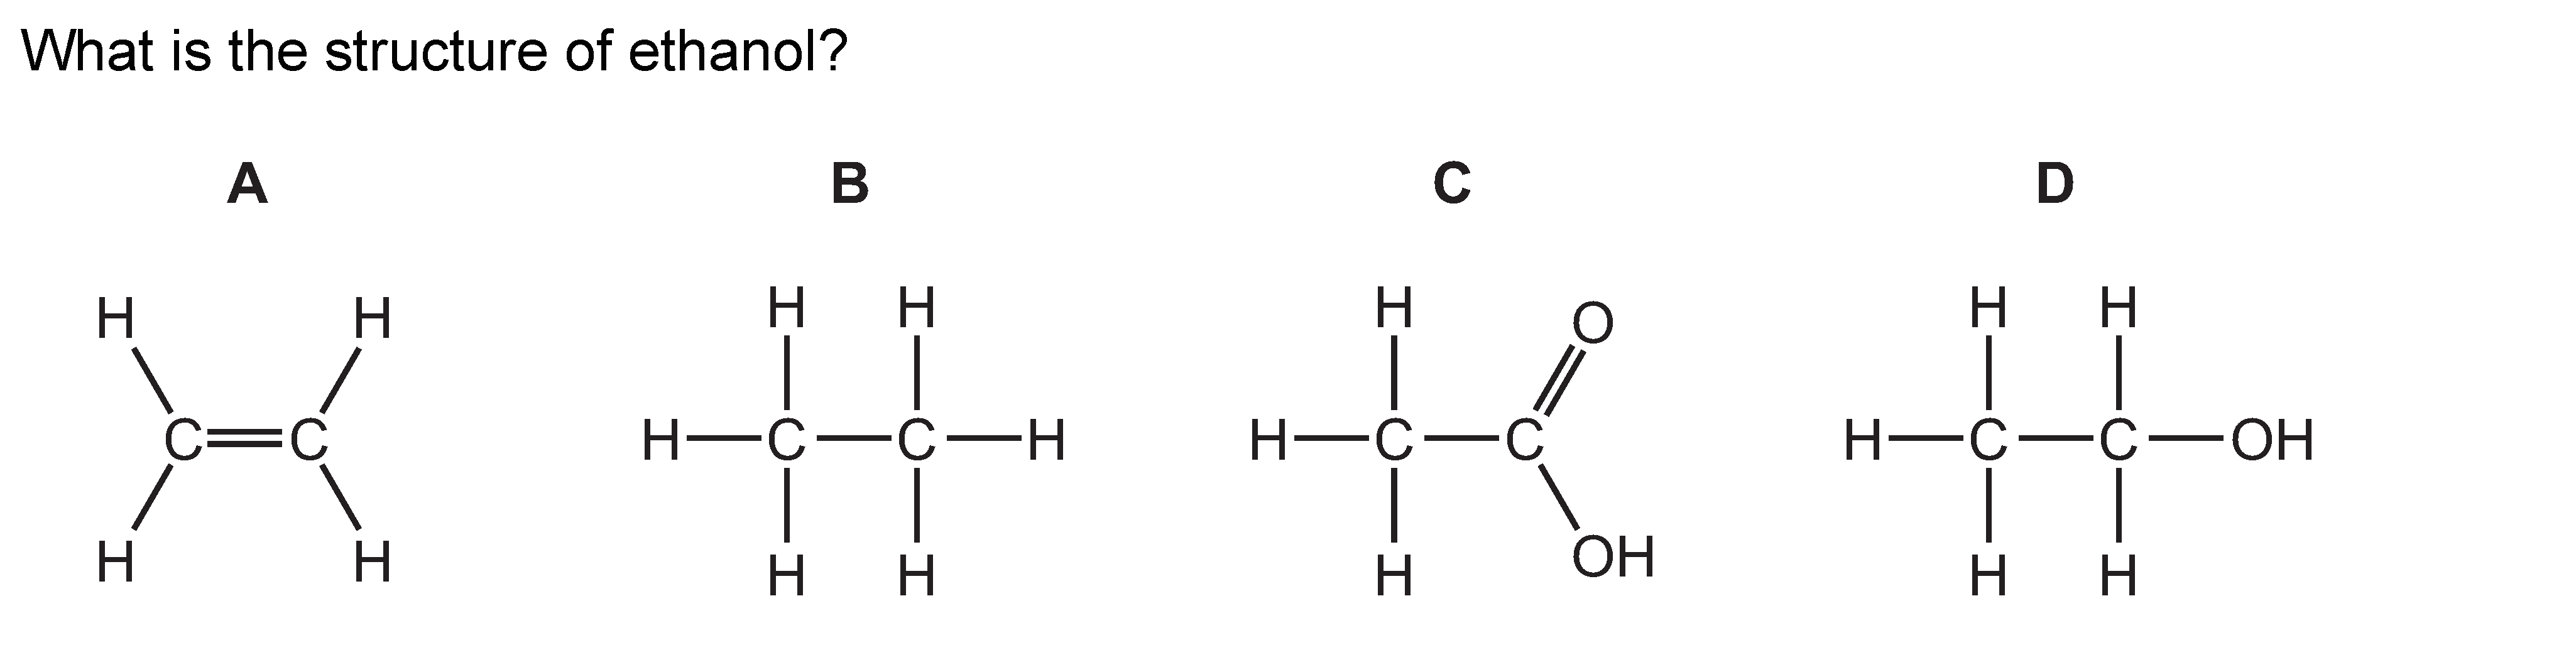 What is the structure of ethanol?
A B C D
H H H H O H H
H H
C C H C C H H C C H C C OH
H H H H H OH H H